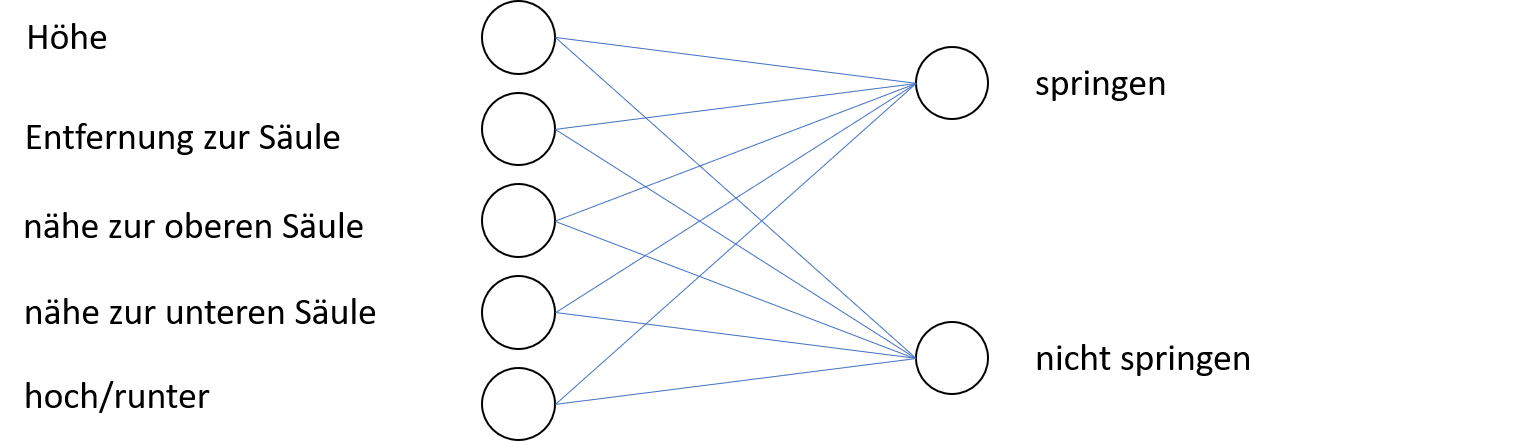 Höhe
springen
Entfernung zur Säule
nähe zur oberen Säule
nähe zur unteren Säule
nicht springen
hoch/runter